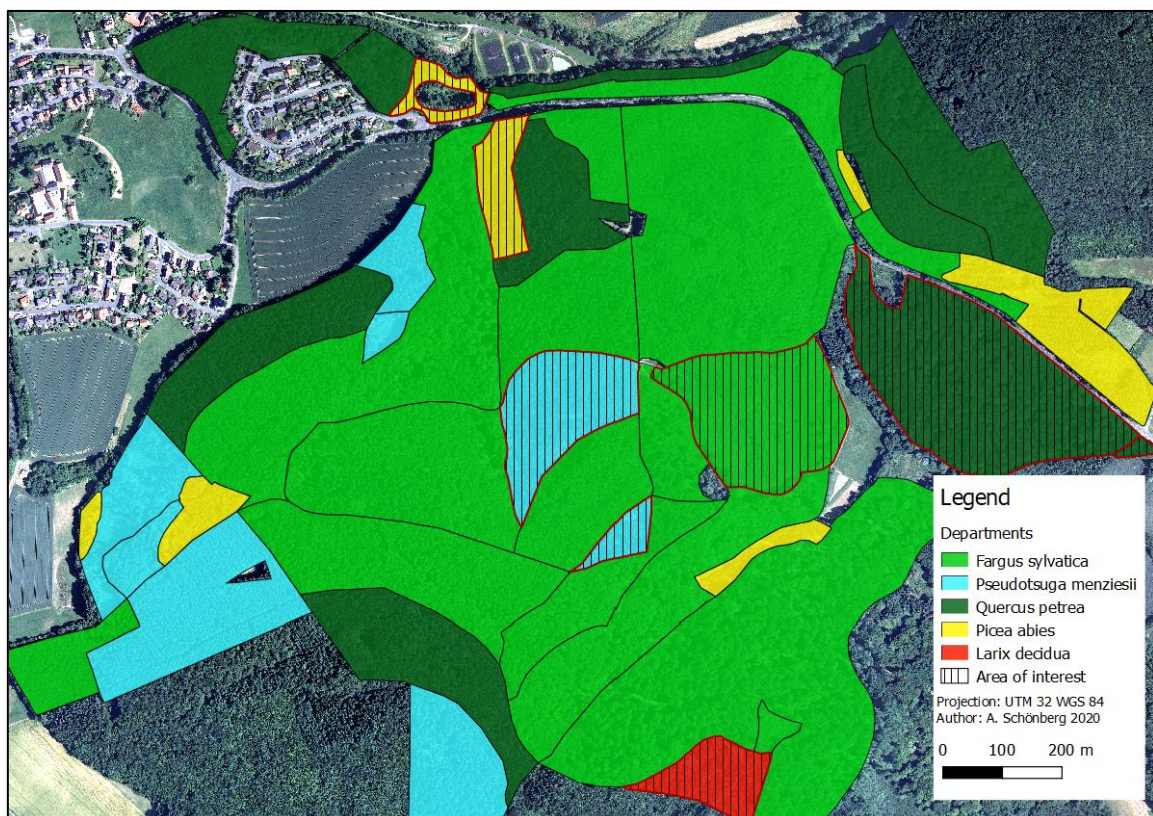 Legend
Departments
Fargus sylvatica
Pseudotsuga menziesii
Quercus petrea
Picea abies
Larix decidua
Area of interest
Projection: UTM 32 WGS 84
Author: A. Schönberg 2020
0 100 200 m